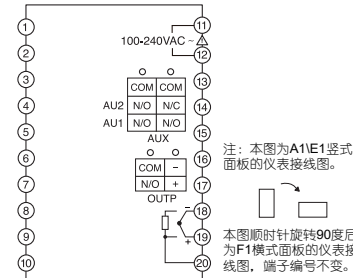 1
2
3
4
5
6
7
8
9
10
11
100-240VAC ~
12
13
COM COM
14
AU2 N/O N/C
AU1 N/O N/O
15
AUX
16
COM −
17
N/O +
OUTP
18
−
19
+
20
注：本图为A1\E1竖式
面板的仪表接线图。
本图顺时针旋转90度后
为F1横式面板的仪表接
线图，端子编号不变。